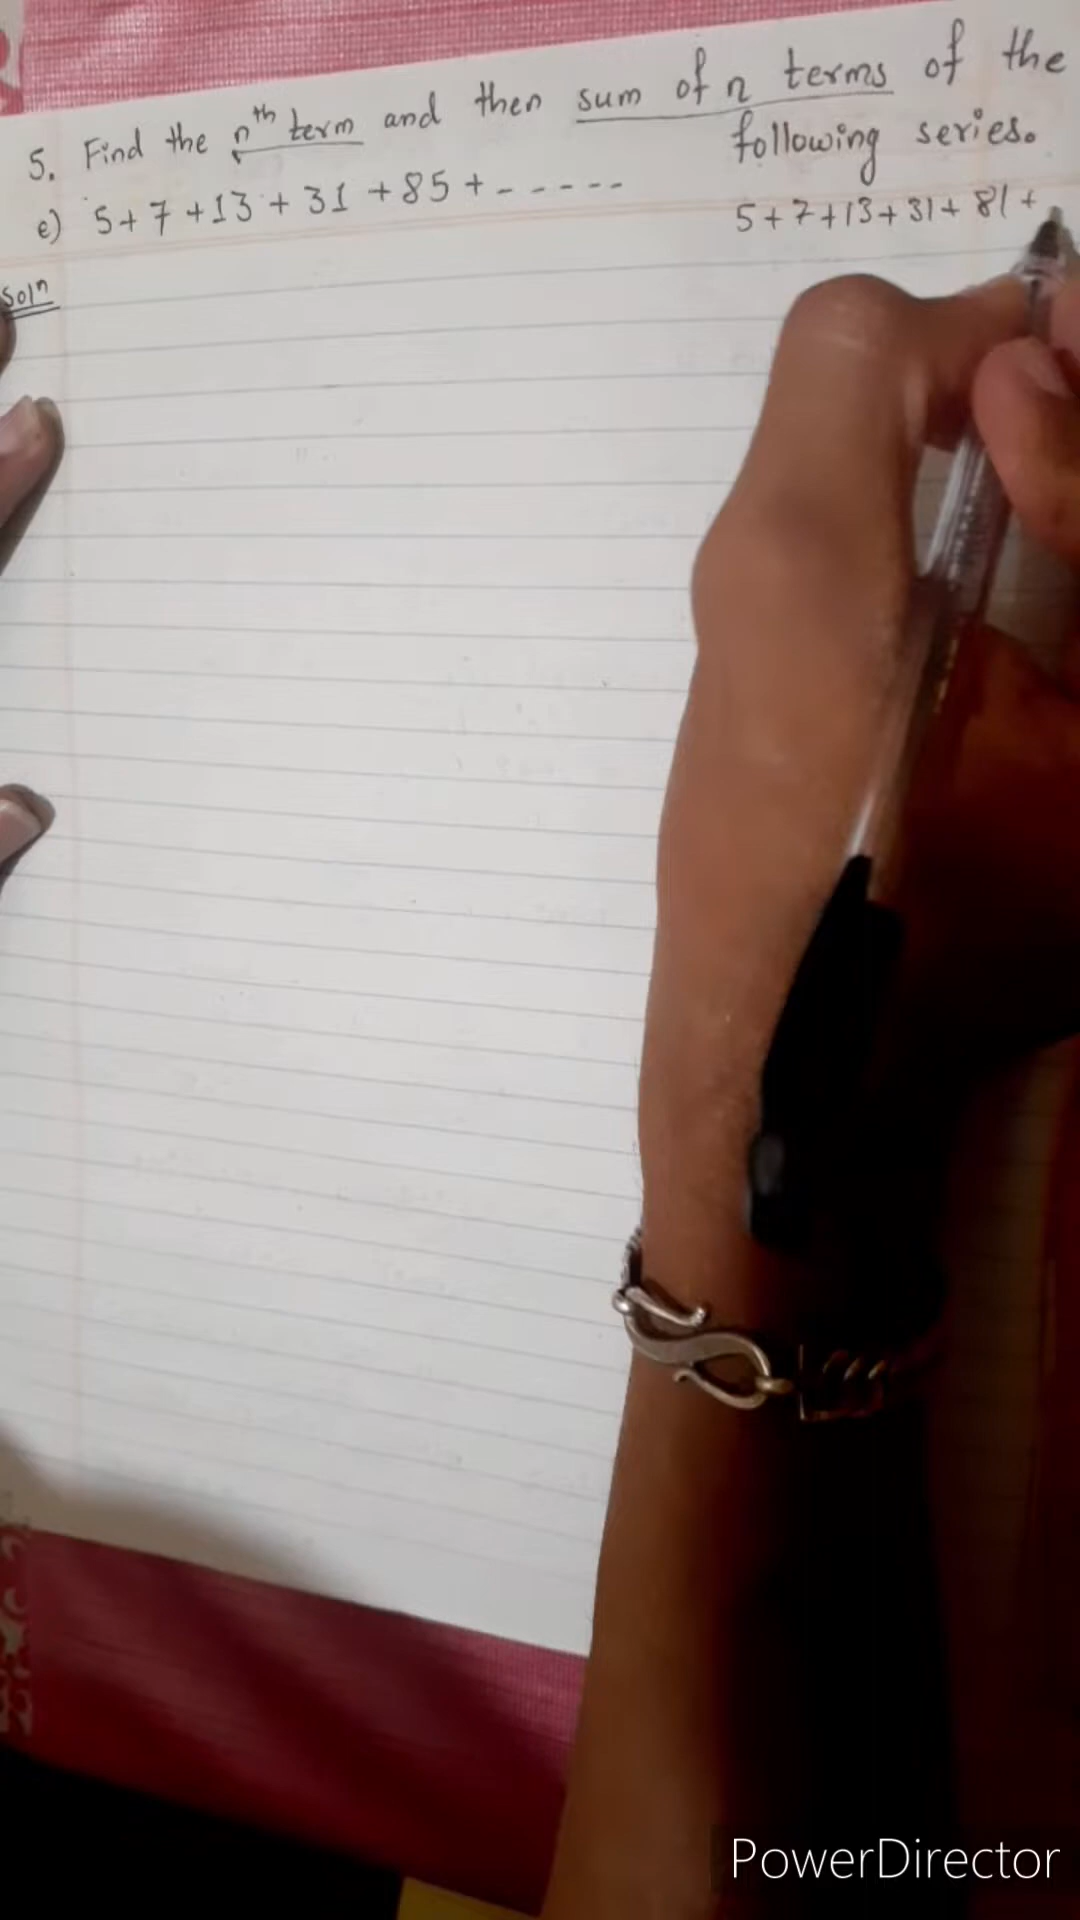 5. Find the nth term and then sum of n terms of the
following series.
e) 5+7+13+31+85+-----
5+7+13+31+81+
Soln
PowerDirector